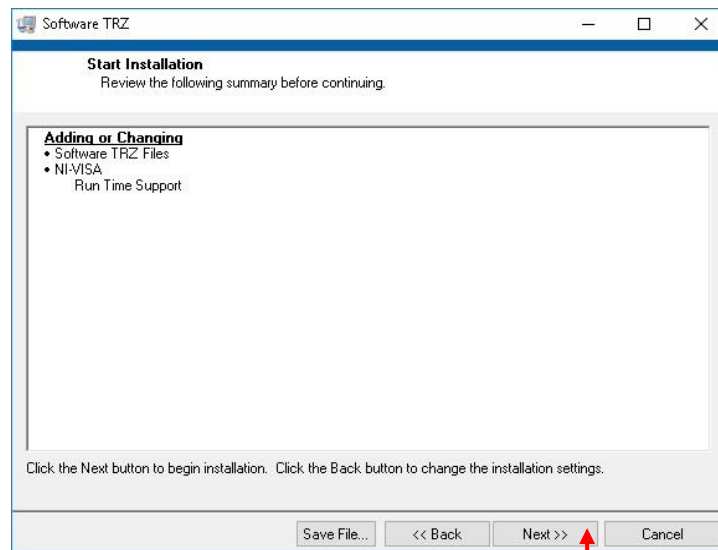 Software TRZ
Start Installation
Review the following summary before continuing.
Adding or Changing
• Software TRZ Files
• NI-VISA
Run Time Support
Click the Next button to begin installation. Click the Back button to change the installation settings.
Save File... << Back Next >> Cancel